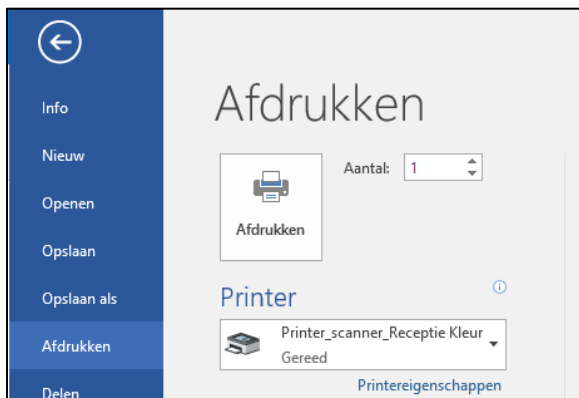 Info
Nieuw
Openen
Opslaan
Opslaan als
Afdrukken
Delen
Afdrukken
Aantal: 1
Afdrukken
Printer
Printer_scanner_Receptie Kleur
Gereed
Printereigenschappen